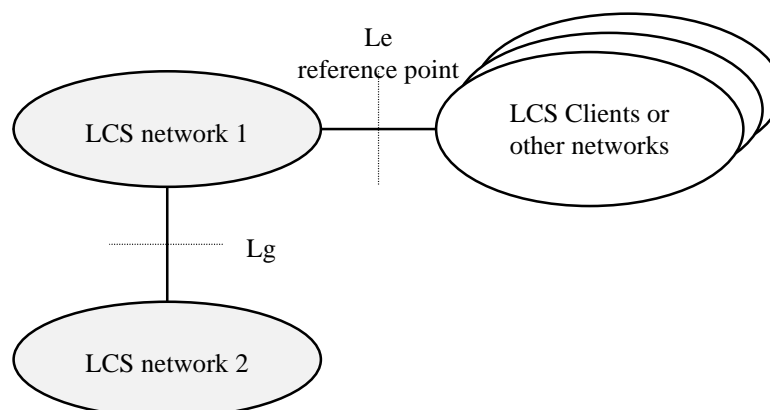 Le
reference point
LCS network 1
LCS Clients or
other networks
Lg
LCS network 2